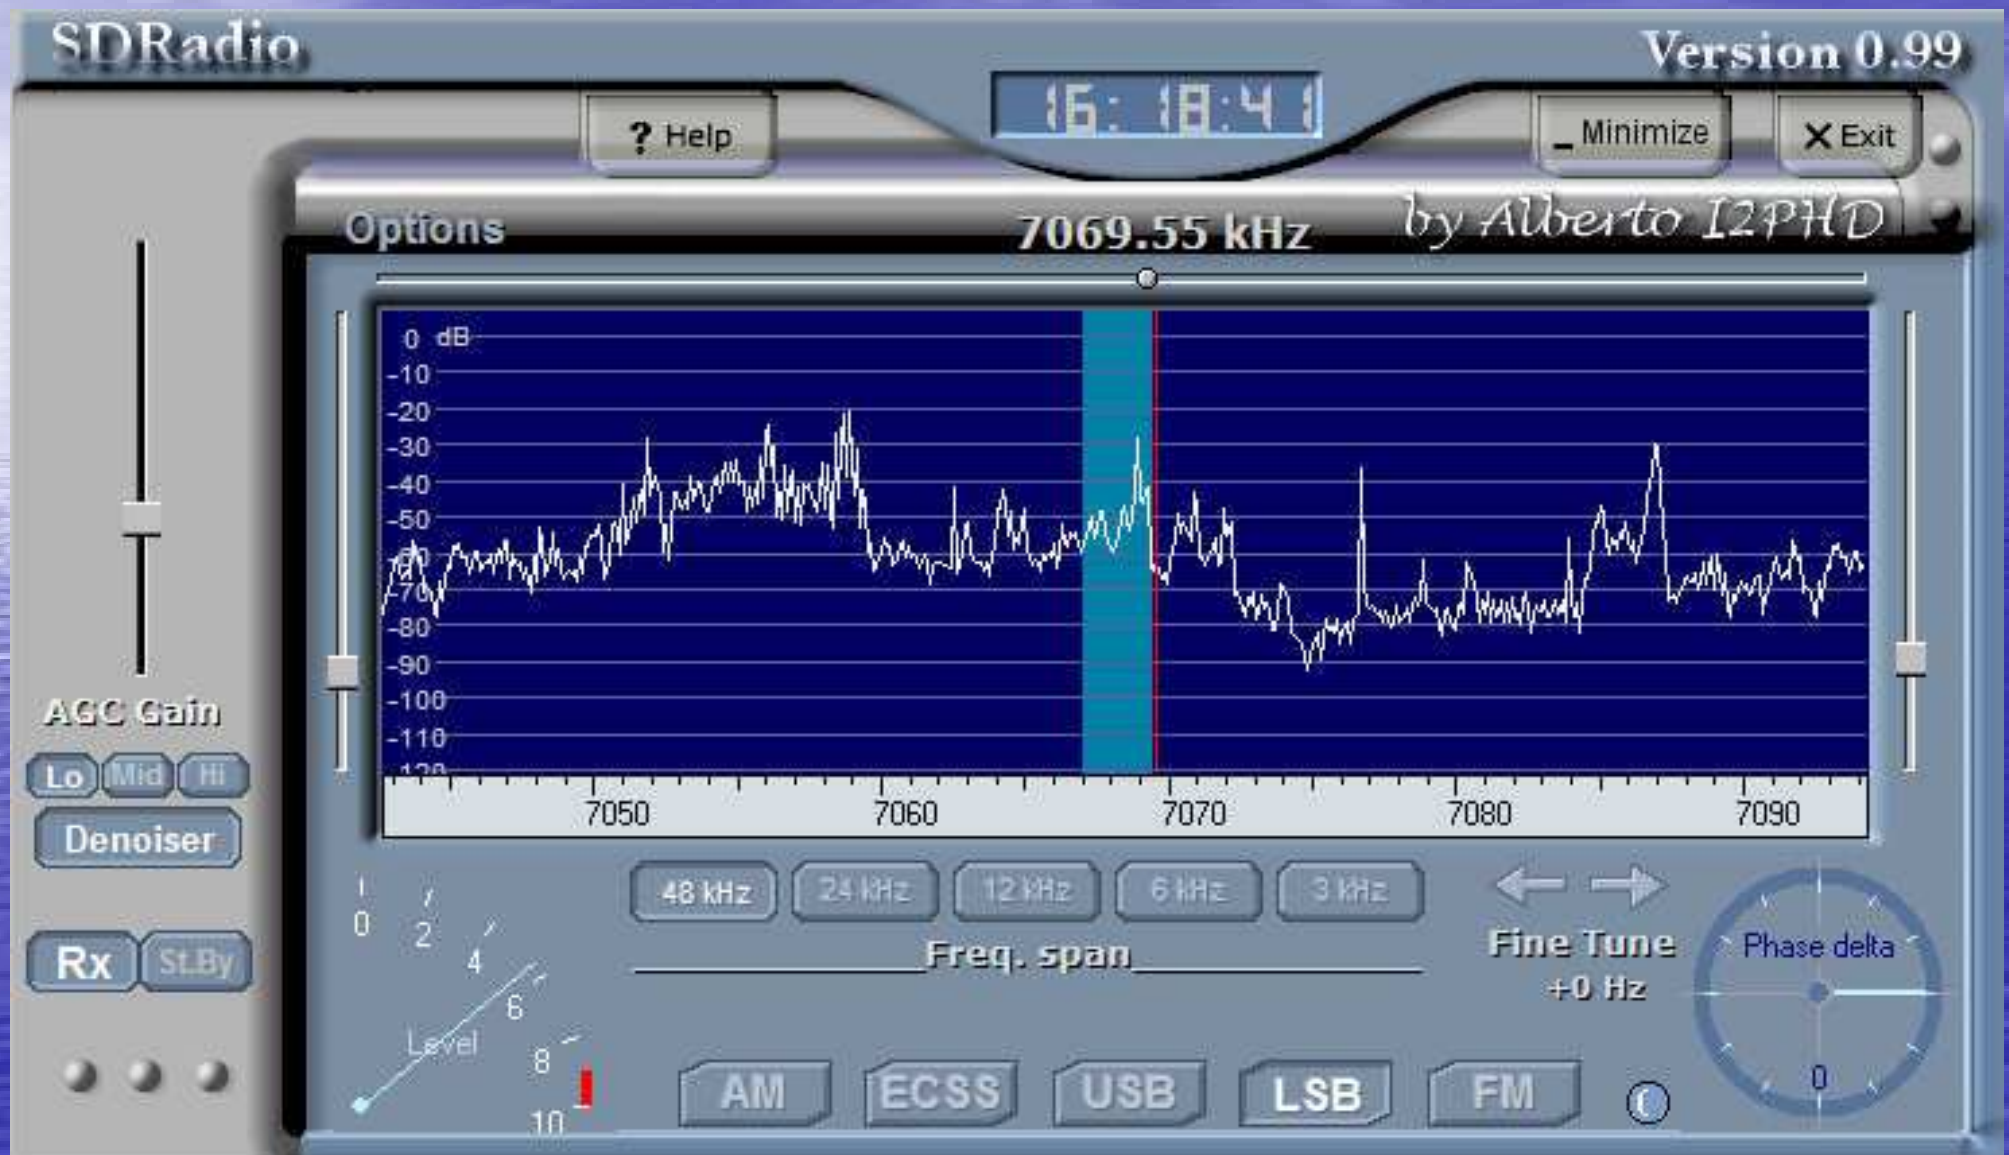 SDRadio
Version 0.99
16:18:41
? Help
_ Minimize
X Exit
Options
7069.55 kHz
by Alberto I2PHD
0 dB
-10
-20
-30
-40
-50
-60
-70
-80
-90
-100
-110
-120
7050 7060 7070 7080 7090
AGC Gain
Lo Mid Hi
Denoiser
Rx St.By
48 kHz 24 kHz 12 kHz 6 kHz 3 kHz
Freq. span
Fine Tune
+0 Hz
Phase delta
0
0 2 4 6 8 10
Level
AM ECSS USB LSB FM